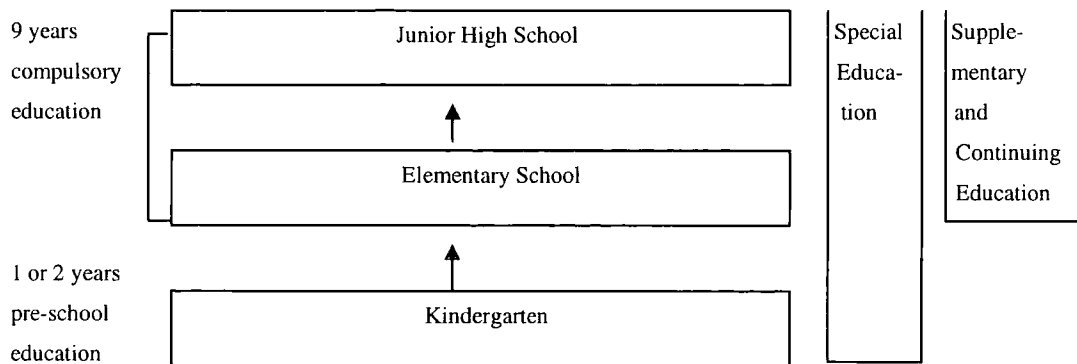 9 years
compulsory
education
Junior High School
Elementary School
1 or 2 years
pre-school
education
Kindergarten
Special
Educa-
tion
Supple-
mentary
and
Continuing
Education